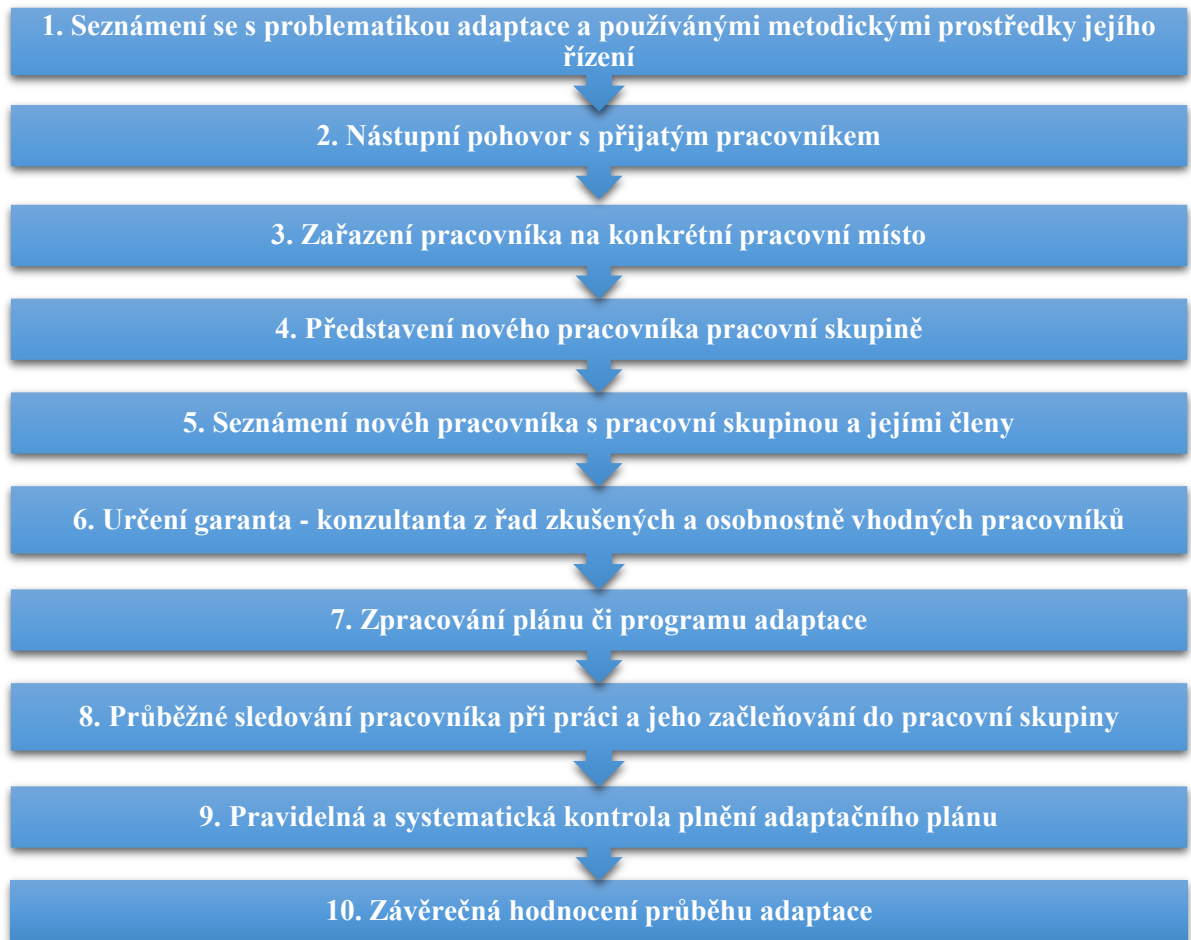 1. Seznámení se s problematikou adaptace a používánými metodickými prostředky jejího
řízení
2. Nástupní pohovor s přijatým pracovníkem
3. Zařazení pracovníka na konkrétní pracovní místo
4. Představení nového pracovníka pracovní skupině
5. Seznámení novéh pracovníka s pracovní skupinou a jejími členy
6. Určení garanta - konzultanta z řad zkušených a osobnostně vhodných pracovníků
7. Zpracování plánu či programu adaptace
8. Průběžné sledování pracovníka při práci a jeho začleňování do pracovní skupiny
9. Pravidelná a systematická kontrola plnění adaptačního plánu
10. Závěrečná hodnocení průběhu adaptace